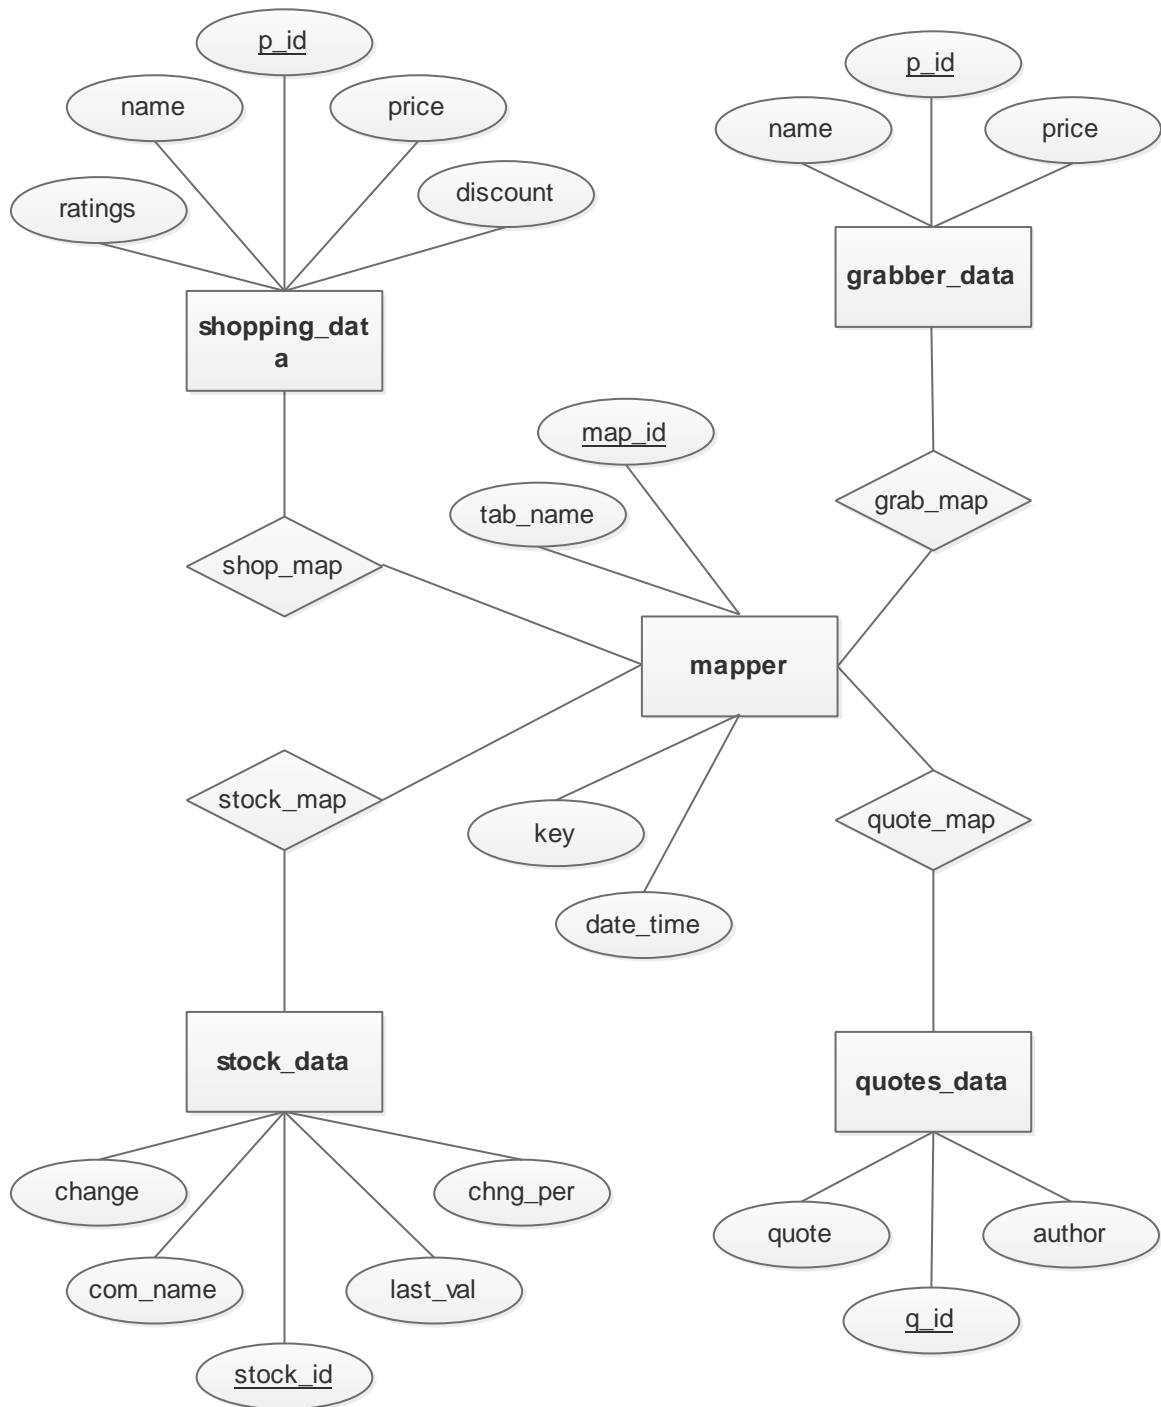 p_id
name
price
ratings
discount
shopping_dat
a
p_id
name
price
grabber_data
map_id
tab_name
grab_map
shop_map
mapper
stock_map
key
quote_map
date_time
stock_data
quotes_data
change
chng_per
com_name
last_val
stock_id
quote
author
q_id